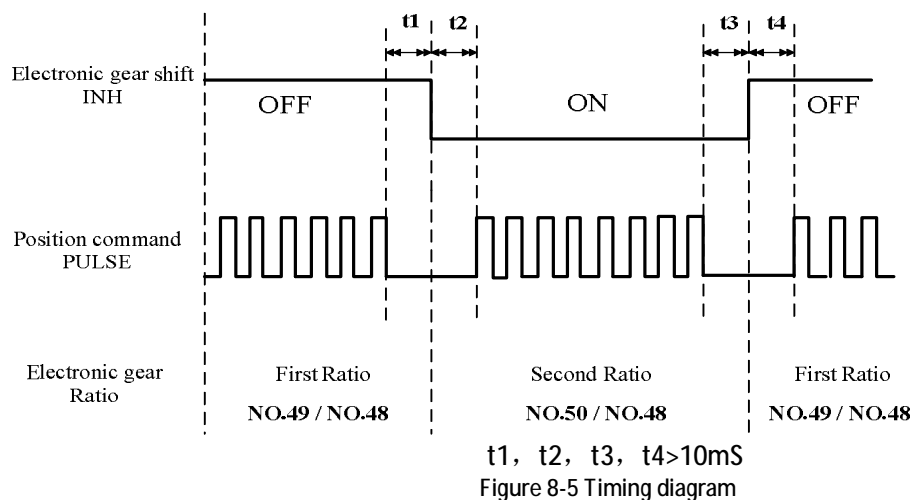 t1 t2 t3 t4
Electronic gear shift
INH
OFF ON OFF
Position command
PULSE
Electronic gear
Ratio
First Ratio Second Ratio First Ratio
NO.49 / NO.48 NO.50 / NO.48 NO.49 / NO.48
t1， t2， t3， t4>10mS
Figure 8-5 Timing diagram